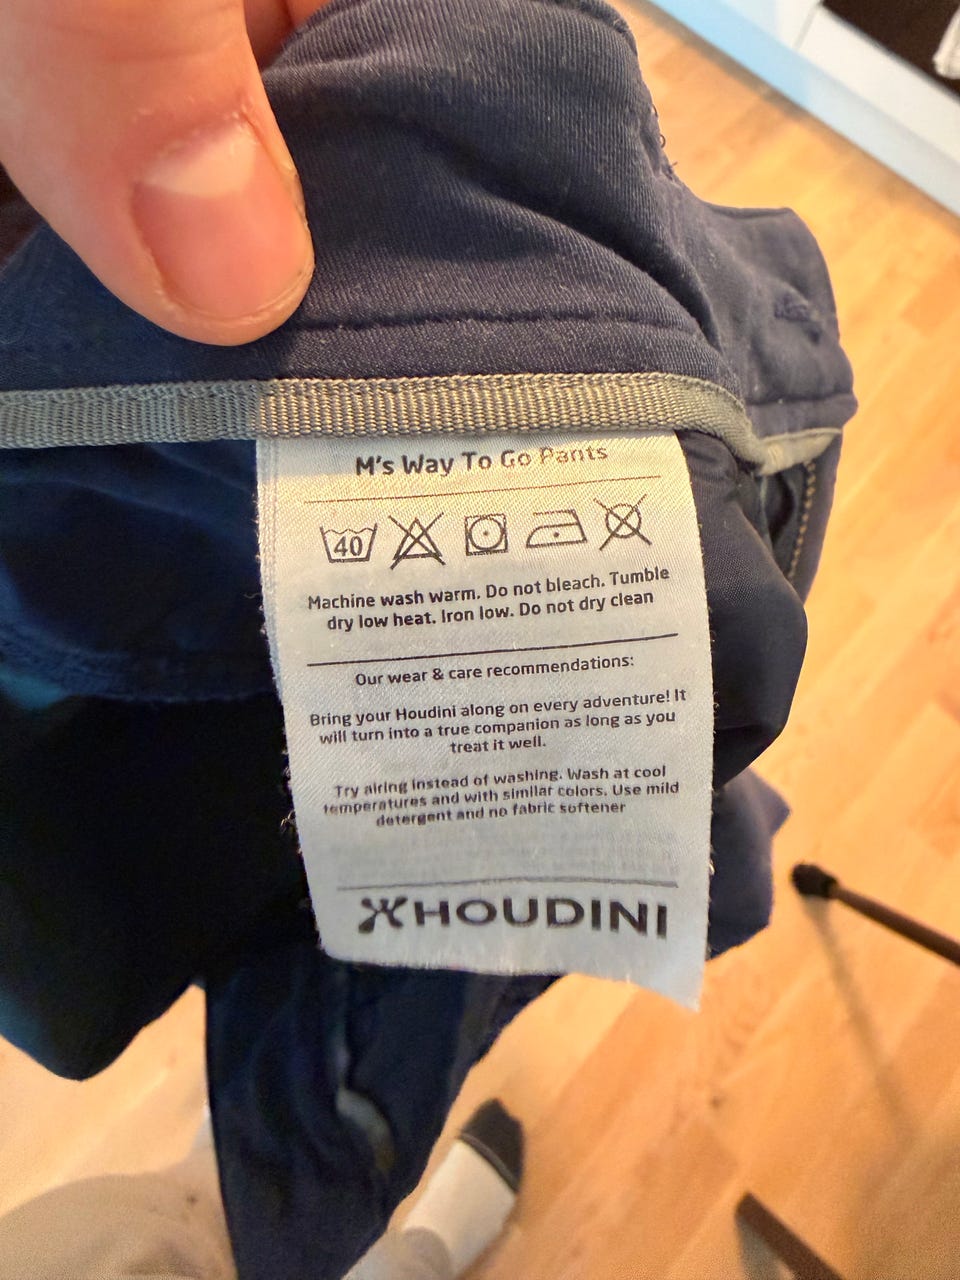 M's Way To Go Pants
40
Machine wash warm. Do not bleach. Tumble
dry low heat. Iron low. Do not dry clean
Our wear & care recommendations:
Bring your Houdini along on every adventure! It
will turn into a true companion as long as you
treat it well.
Try airing instead of washing. Wash at cool
temperatures and with similar colors. Use mild
detergent and no fabric softener
HOUDINI